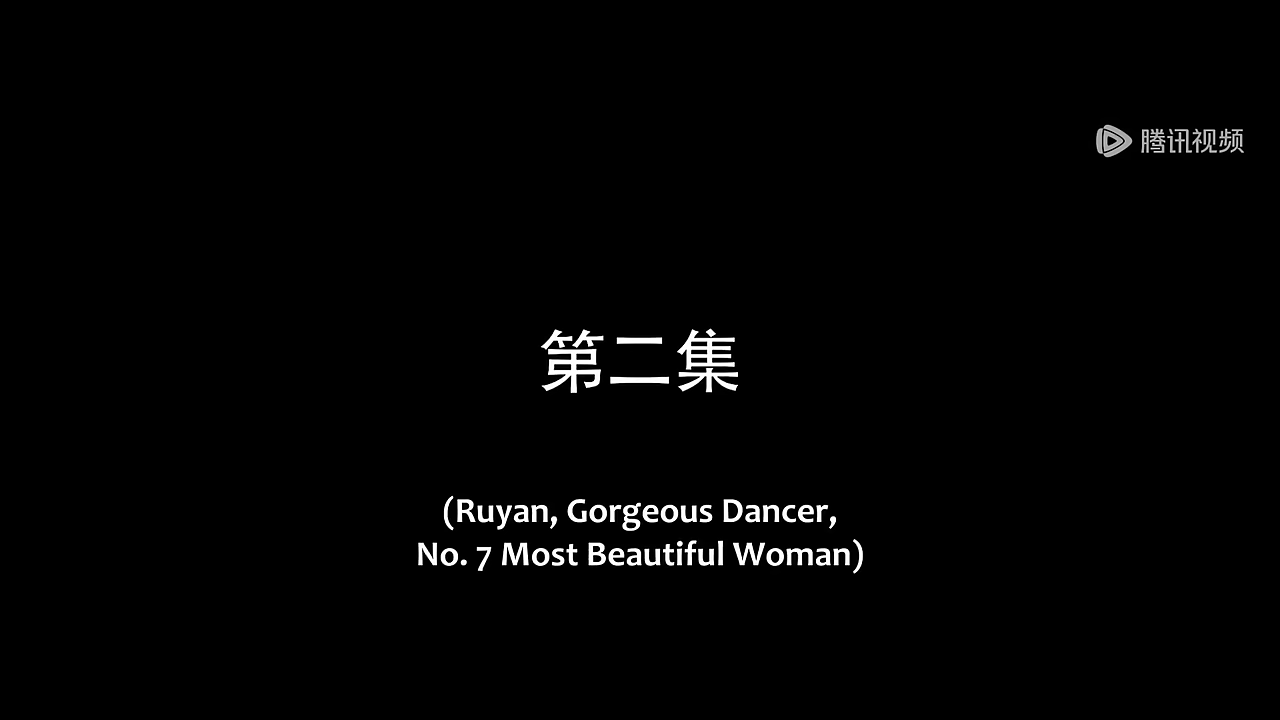 腾讯视频
第二集
(Ruyan, Gorgeous Dancer,
No. 7 Most Beautiful Woman)